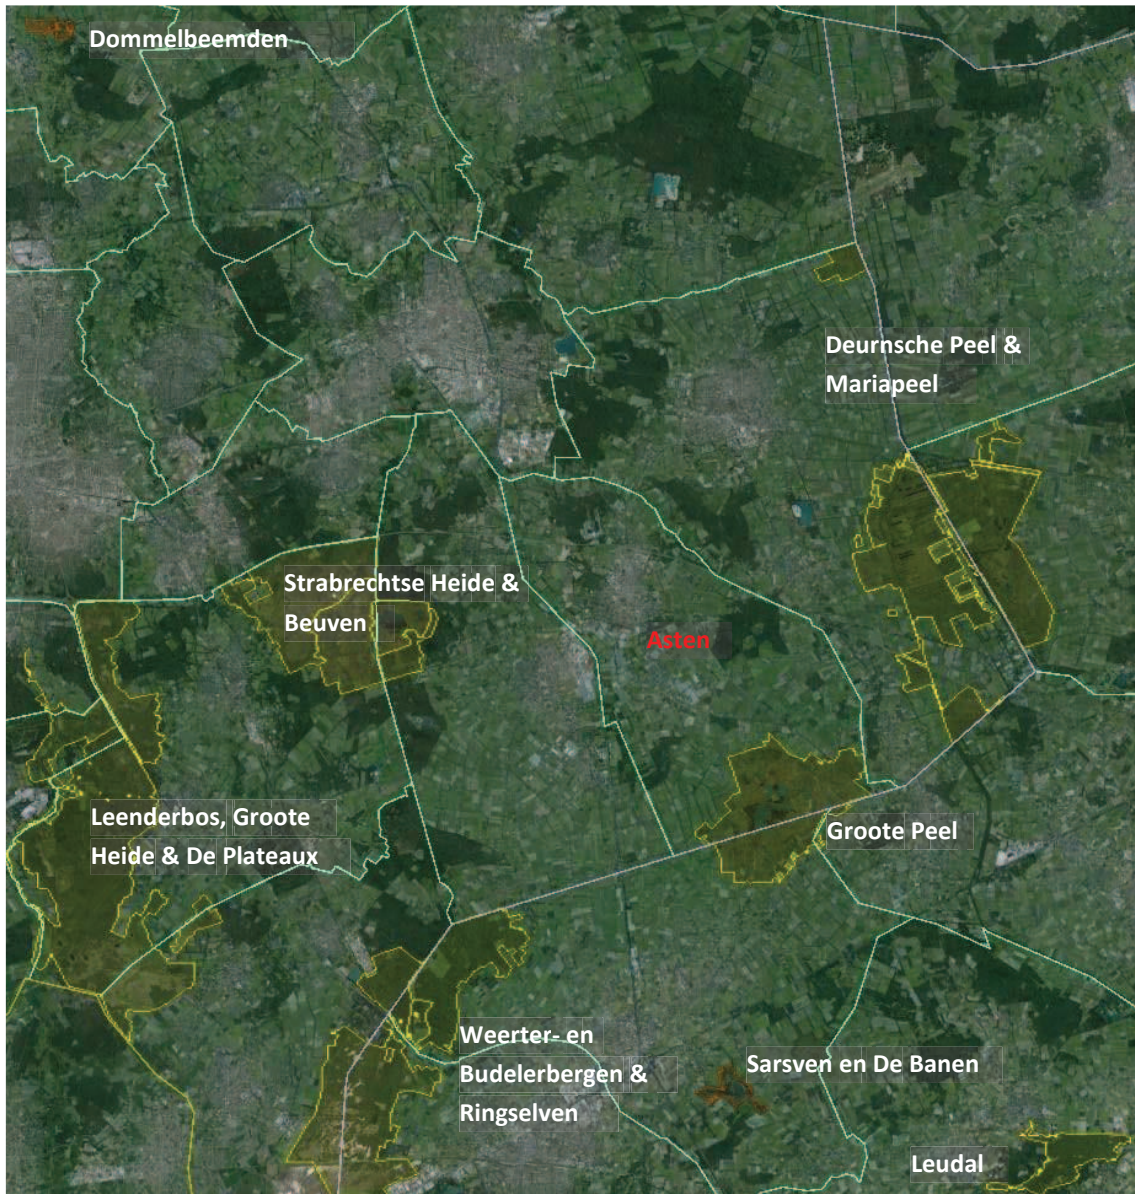 Dommelbeemden
Deurnsche Peel &
Mariapeel
Strabrechtse Heide &
Beuven
Asten
Leenderbos, Groote
Heide & De Plateaux
Groote Peel
Weerter- en
Budelerbergen &
Ringselven
Sarsven en De Banen
Leudal